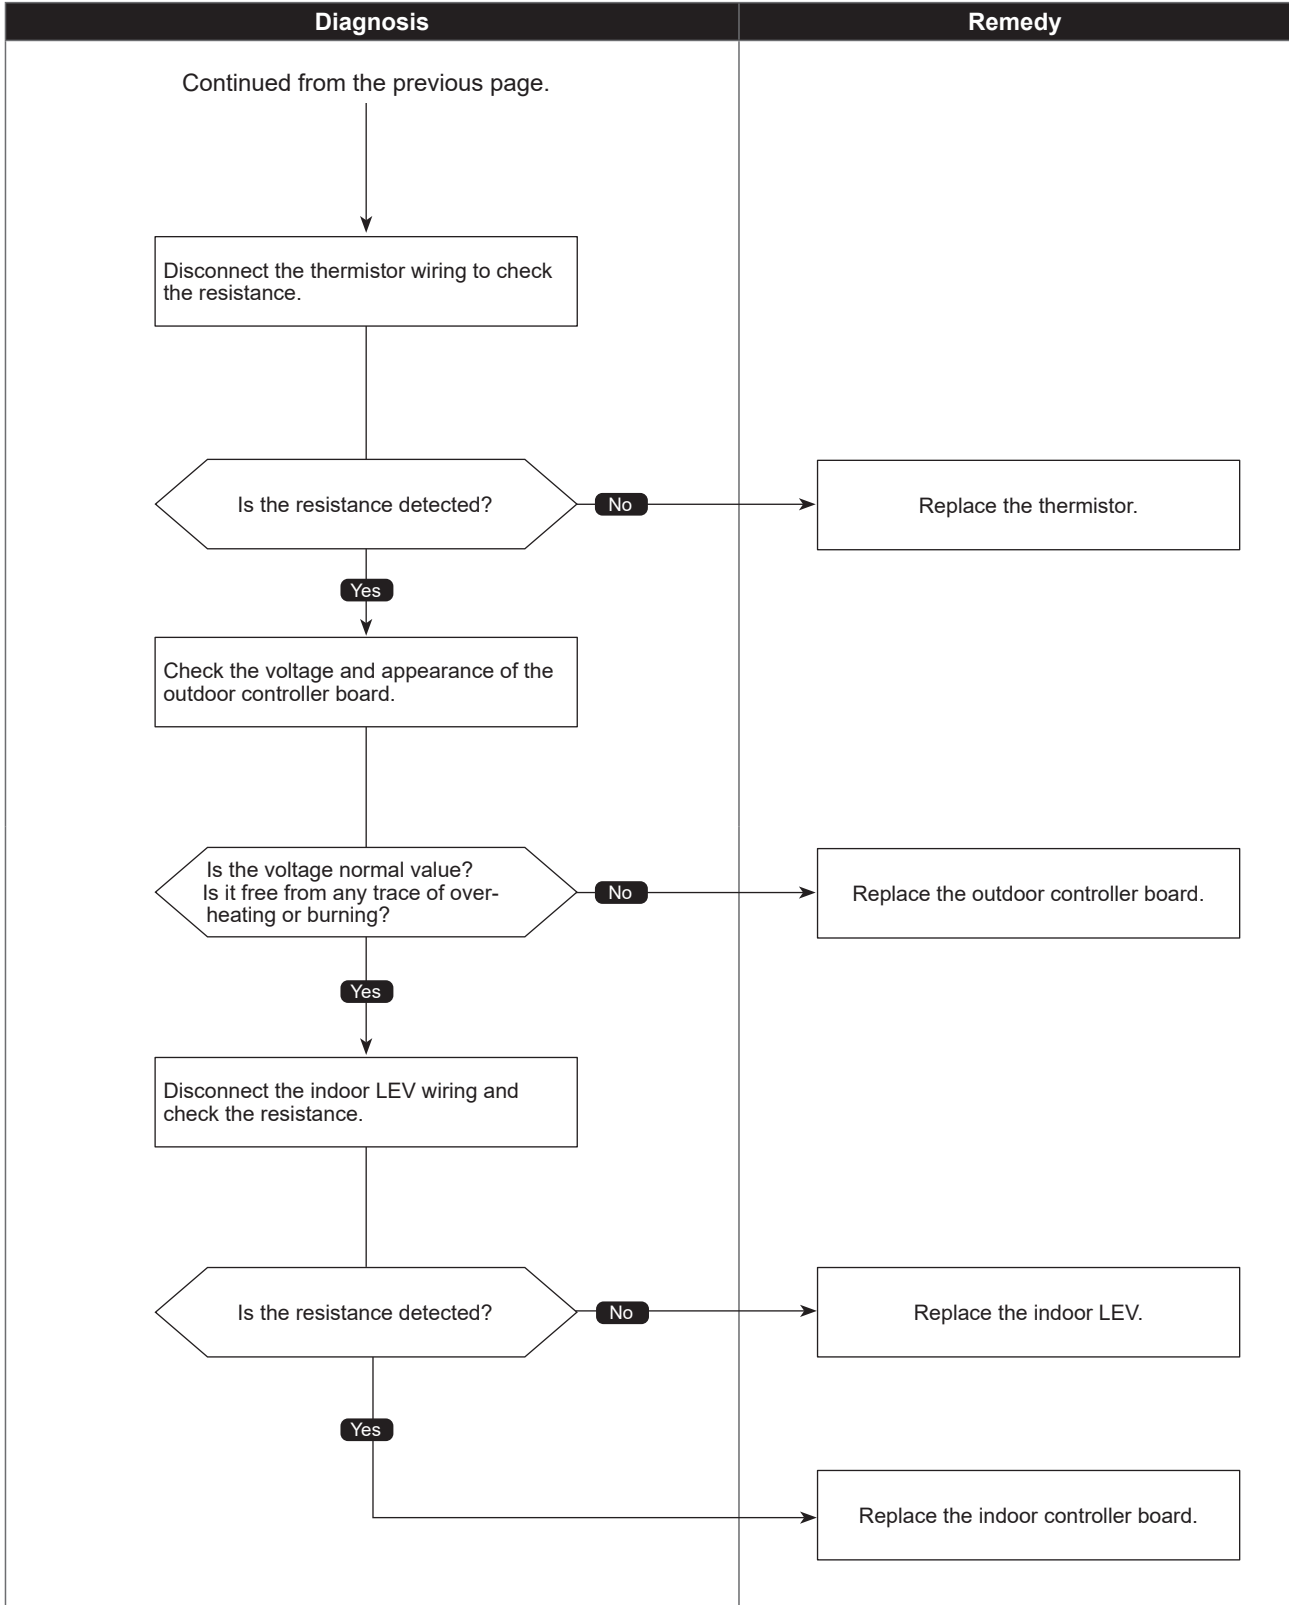 Diagnosis
Remedy
Continued from the previous page.
Disconnect the thermistor wiring to check
the resistance.
Is the resistance detected?
No
Replace the thermistor.
Yes
Check the voltage and appearance of the
outdoor controller board.
Is the voltage normal value?
Is it free from any trace of over-
heating or burning?
No
Replace the outdoor controller board.
Yes
Disconnect the indoor LEV wiring and
check the resistance.
Is the resistance detected?
No
Replace the indoor LEV.
Yes
Replace the indoor controller board.